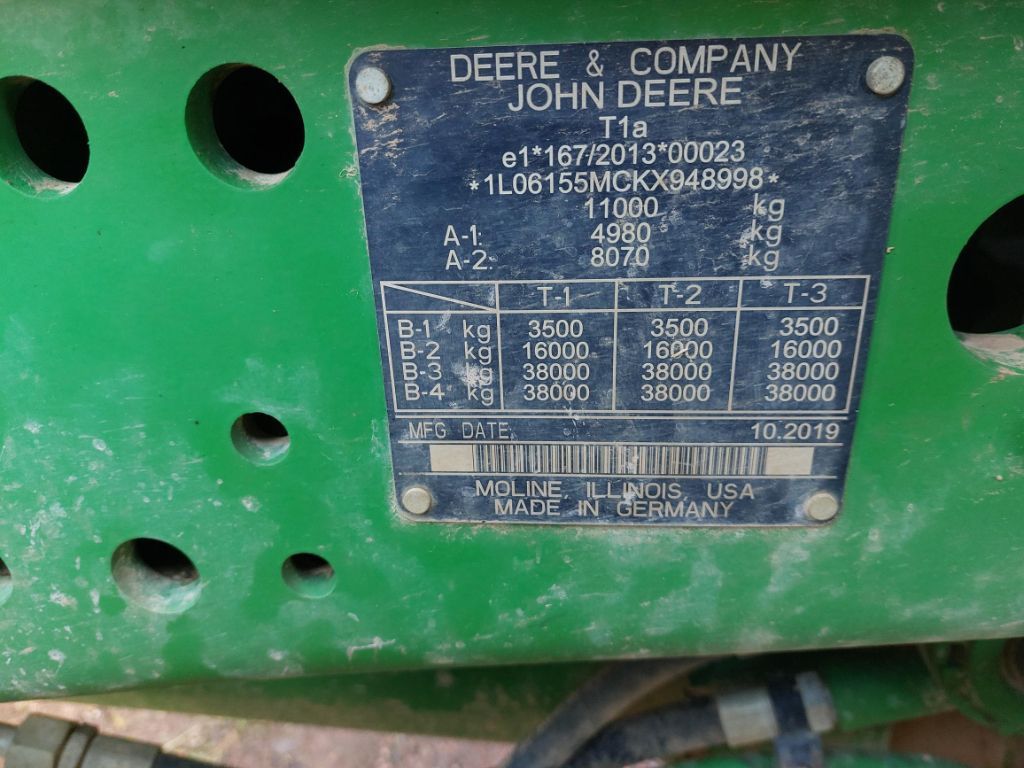 DEERE & COMPANY
JOHN DEERE
T1a
e1*167/2013*00023
*1L06155MCKX948998*
11000 kg
A-1: 4980 kg
A-2: 8070 kg
T-1 T-2 T-3
B-1 kg 3500 3500 3500
B-2 kg 16000 16000 16000
B-3 kg 38000 38000 38000
B-4 kg 38000 38000 38000
MFG DATE 10.2019
MOLINE, ILLINOIS USA
MADE IN GERMANY